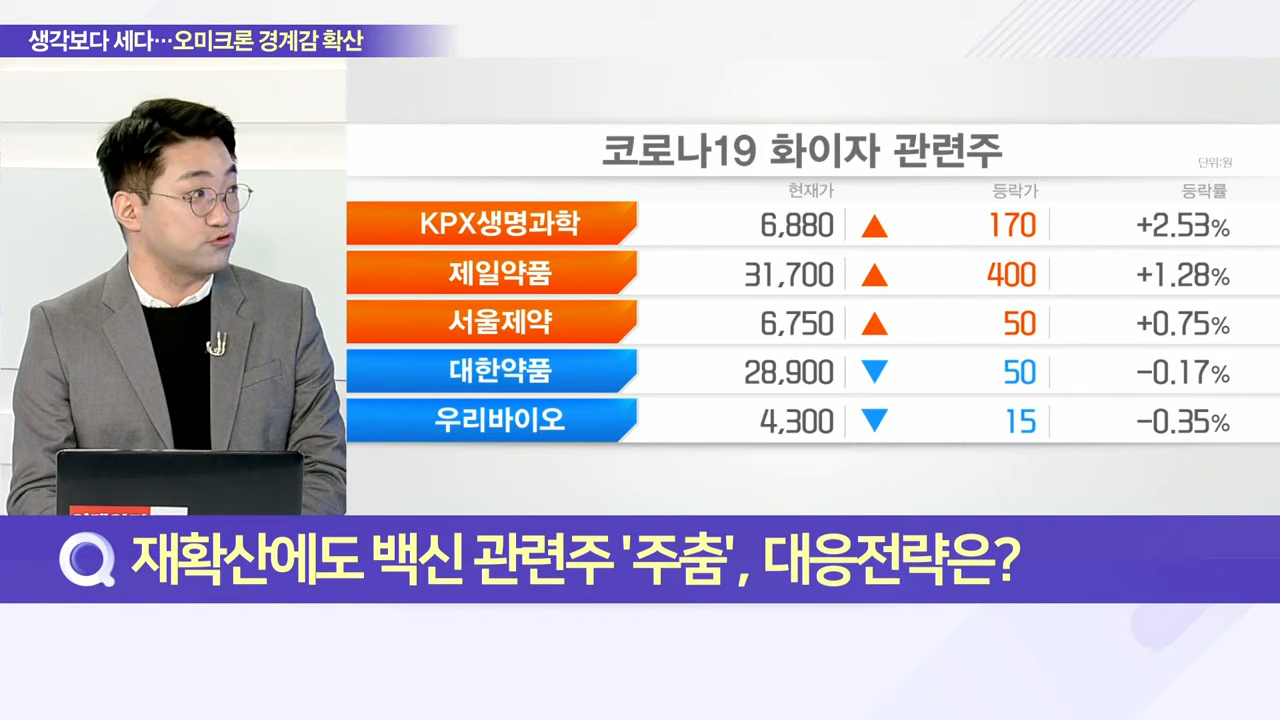 생각보다 세다…오미크론 경계감 확산
코로나19 화이자 관련주
단위:원
현재가 등락가 등락률
KPX생명과학 6,880 ▲ 170 +2.53%
제일약품 31,700 ▲ 400 +1.28%
서울제약 6,750 ▲ 50 +0.75%
대한약품 28,900 ▼ 50 -0.17%
우리바이오 4,300 ▼ 15 -0.35%
Q 재확산에도 백신 관련주 '주춤', 대응전략은?